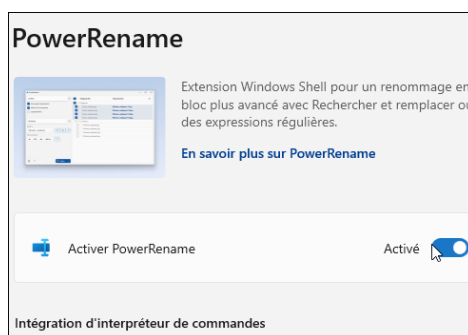 PowerRename
Extension Windows Shell pour un renommage en
bloc plus avancé avec Rechercher et remplacer ou
des expressions régulières.
En savoir plus sur PowerRename
Activer PowerRename
Activé
Intégration d'interpréteur de commandes